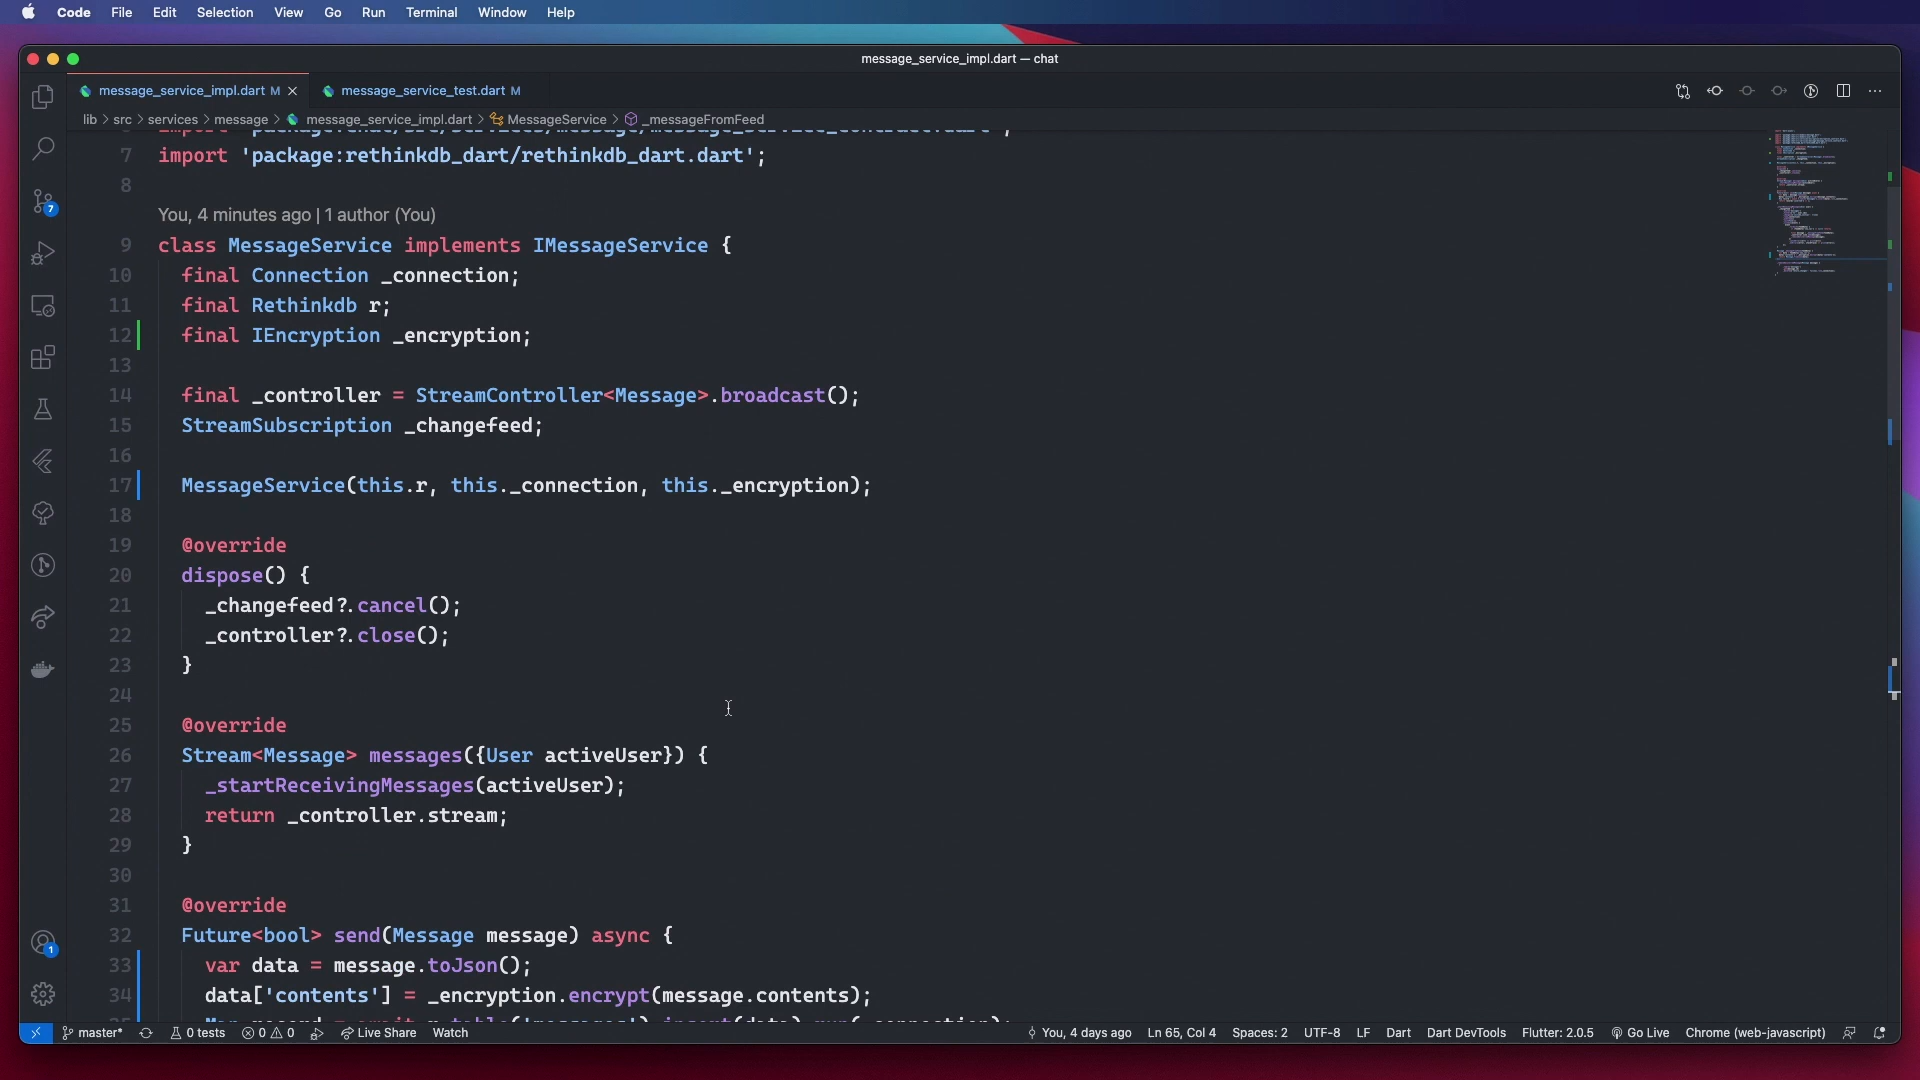 Code File Edit Selection View Go Run Terminal Window Help
message_service_impl.dart — chat
message_service_impl.dart M message_service_test.dart M
lib > src > services > message > message_service_impl.dart > MessageService > _messageFromFeed
7 import 'package:rethinkdb_dart/rethinkdb_dart.dart';
8
You, 4 minutes ago | 1 author (You)
9 class MessageService implements IMessageService {
10 final Connection _connection;
11 final Rethinkdb r;
12 final IEncryption _encryption;
13
14 final _controller = StreamController<Message>.broadcast();
15 StreamSubscription _changefeed;
16
17 MessageService(this.r, this._connection, this._encryption);
18
19 @override
20 dispose() {
21 _changefeed?.cancel();
22 _controller?.close();
23 }
24
25 @override
26 Stream<Message> messages({User activeUser}) {
27 _startReceivingMessages(activeUser);
28 return _controller.stream;
29 }
30
31 @override
32 Future<bool> send(Message message) async {
33 var data = message.toJson();
34 data['contents'] = _encryption.encrypt(message.contents);
7
1
master* 0 tests 0 0 Live Share Watch You, 4 days ago Ln 65, Col 4 Spaces: 2 UTF-8 LF Dart Dart DevTools Flutter: 2.0.5 Go Live Chrome (web-javascript)